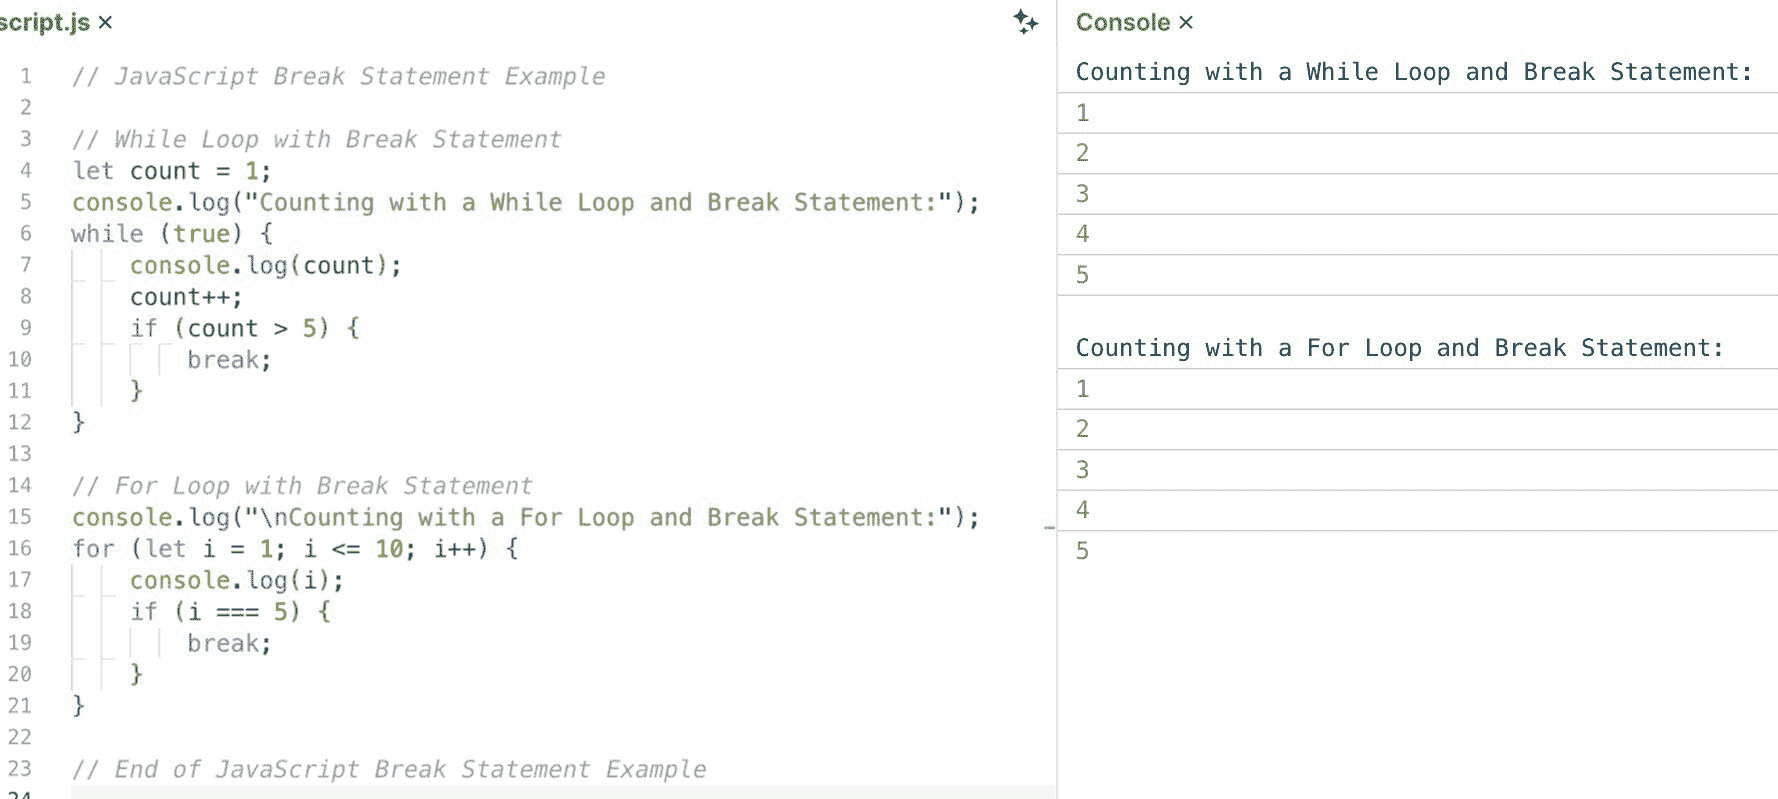 script.js ×
1 // JavaScript Break Statement Example
2
3 // While Loop with Break Statement
4 let count = 1;
5 console.log("Counting with a While Loop and Break Statement:");
6 while (true) {
7 console.log(count);
8 count++;
9 if (count > 5) {
10 break;
11 }
12 }
13
14 // For Loop with Break Statement
15 console.log("\nCounting with a For Loop and Break Statement:");
16 for (let i = 1; i <= 10; i++) {
17 console.log(i);
18 if (i === 5) {
19 break;
20 }
21 }
22
23 // End of JavaScript Break Statement Example
24
Console ×
Counting with a While Loop and Break Statement:
1
2
3
4
5
Counting with a For Loop and Break Statement:
1
2
3
4
5